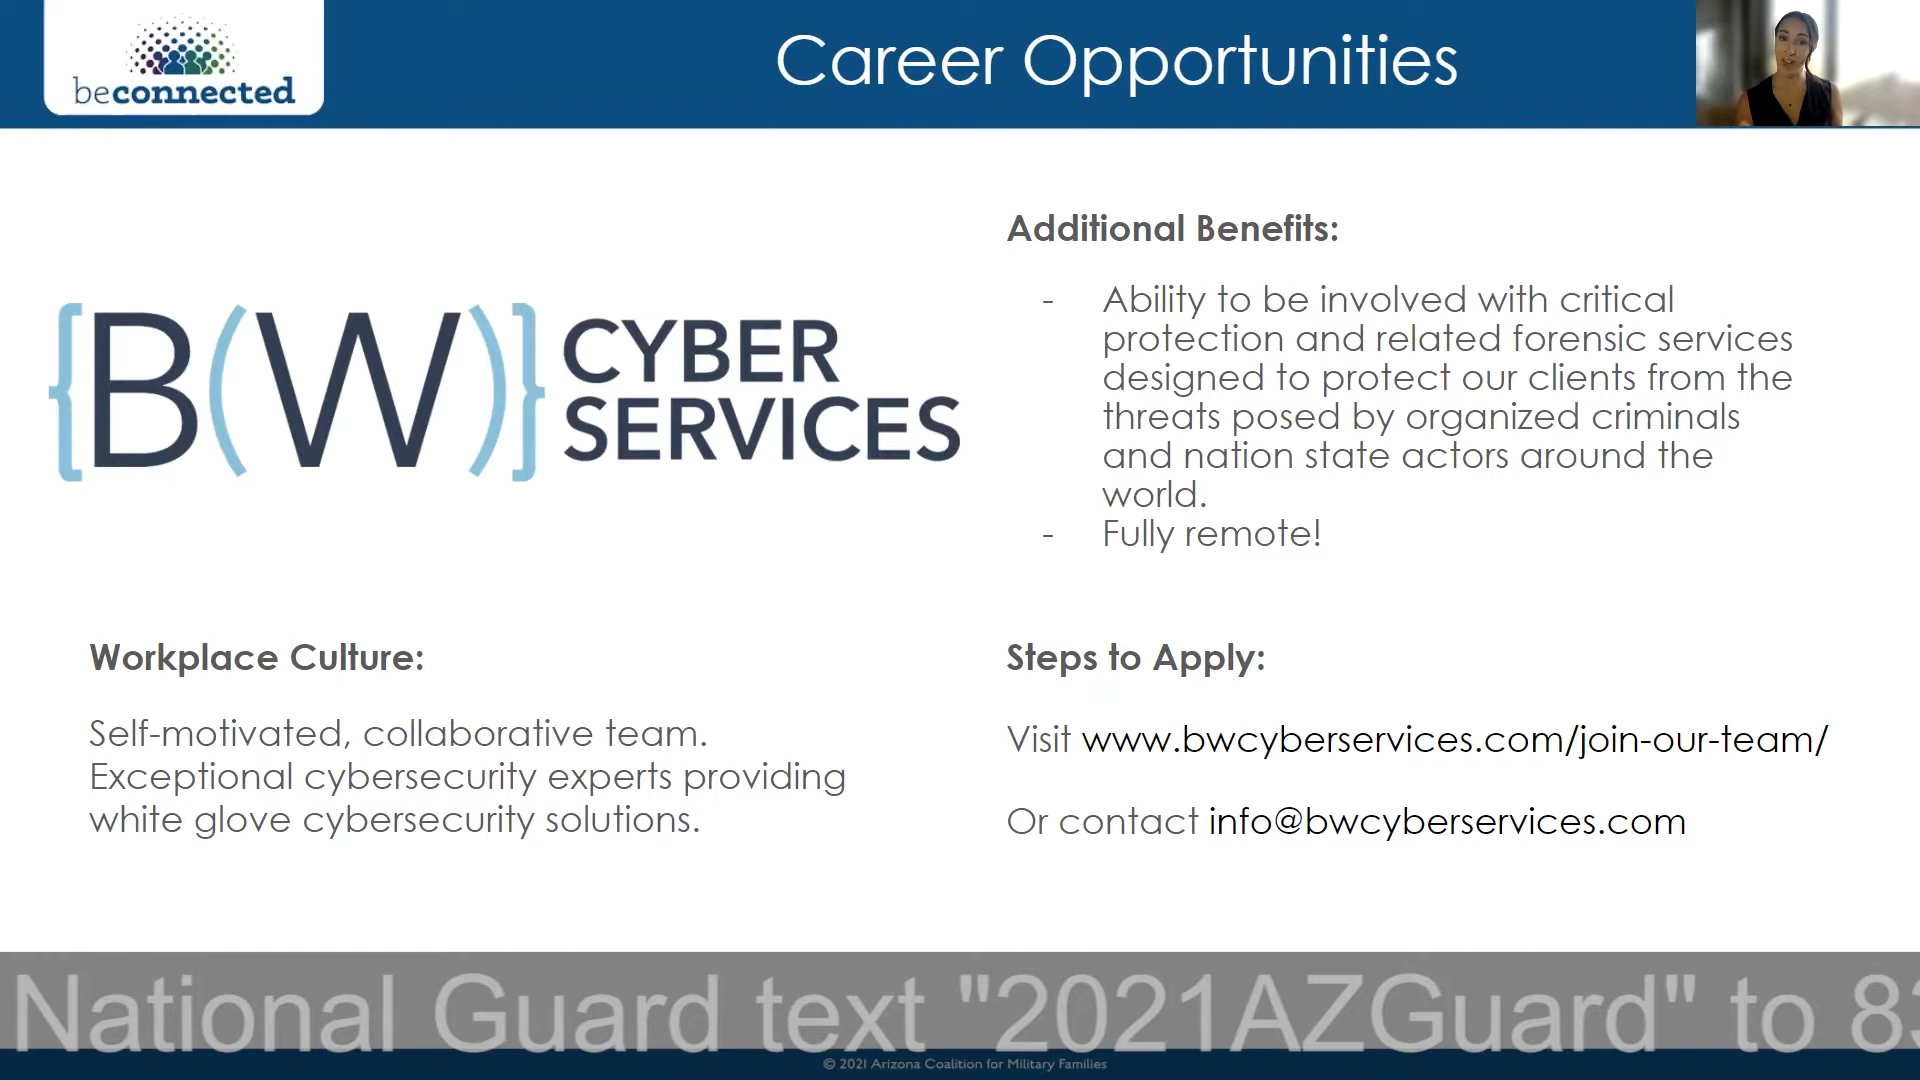 beconnected
Career Opportunities
{B(W)} CYBER
SERVICES
Additional Benefits:
- Ability to be involved with critical
protection and related forensic services
designed to protect our clients from the
threats posed by organized criminals
and nation state actors around the
world.
- Fully remote!
Workplace Culture:
Self-motivated, collaborative team.
Exceptional cybersecurity experts providing
white glove cybersecurity solutions.
Steps to Apply:
Visit www.bwcyberservices.com/join-our-team/
Or contact info@bwcyberservices.com
National Guard text "2021AZGuard" to 8
© 2021 Arizona Coalition for Military Families